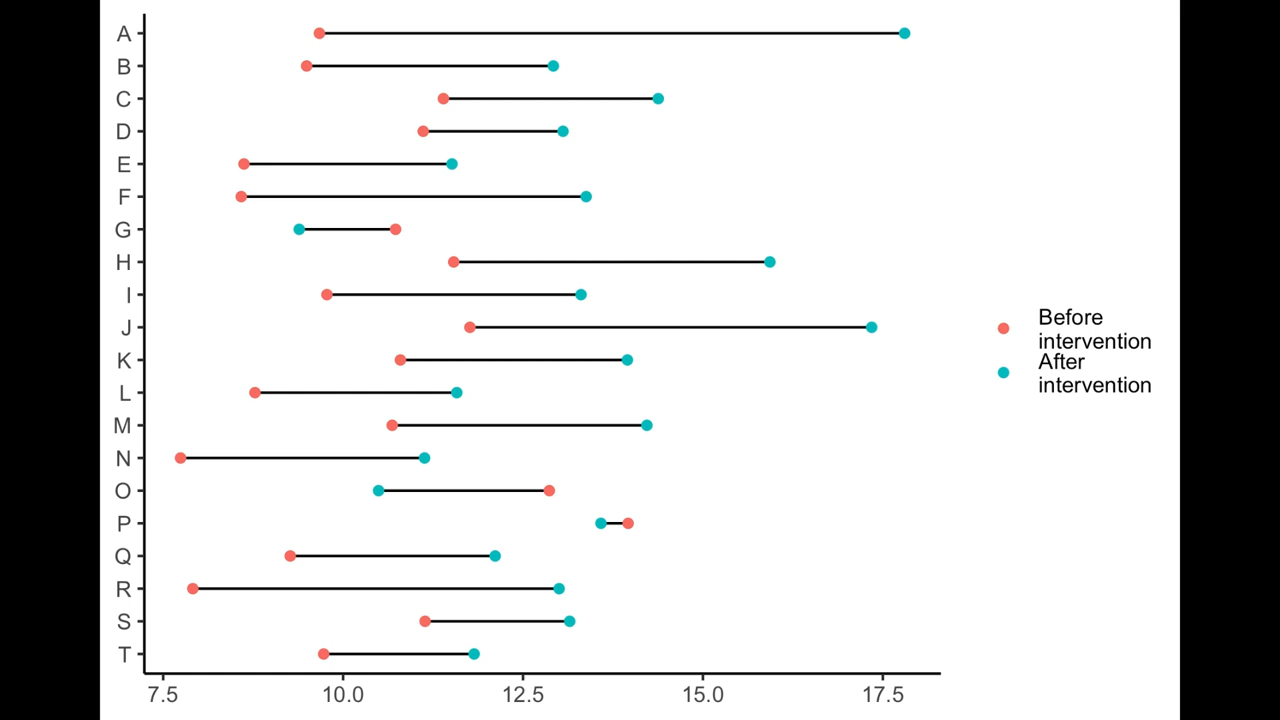 A
B
C
D
E
F
G
H
I
J
K
L
M
N
O
P
Q
R
S
T
7.5 10.0 12.5 15.0 17.5
Before
intervention
After
intervention